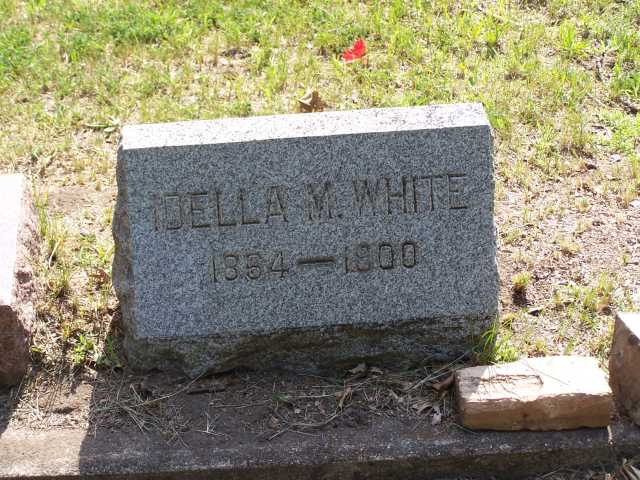 IDELLA M. WHITE
1854 — 1900